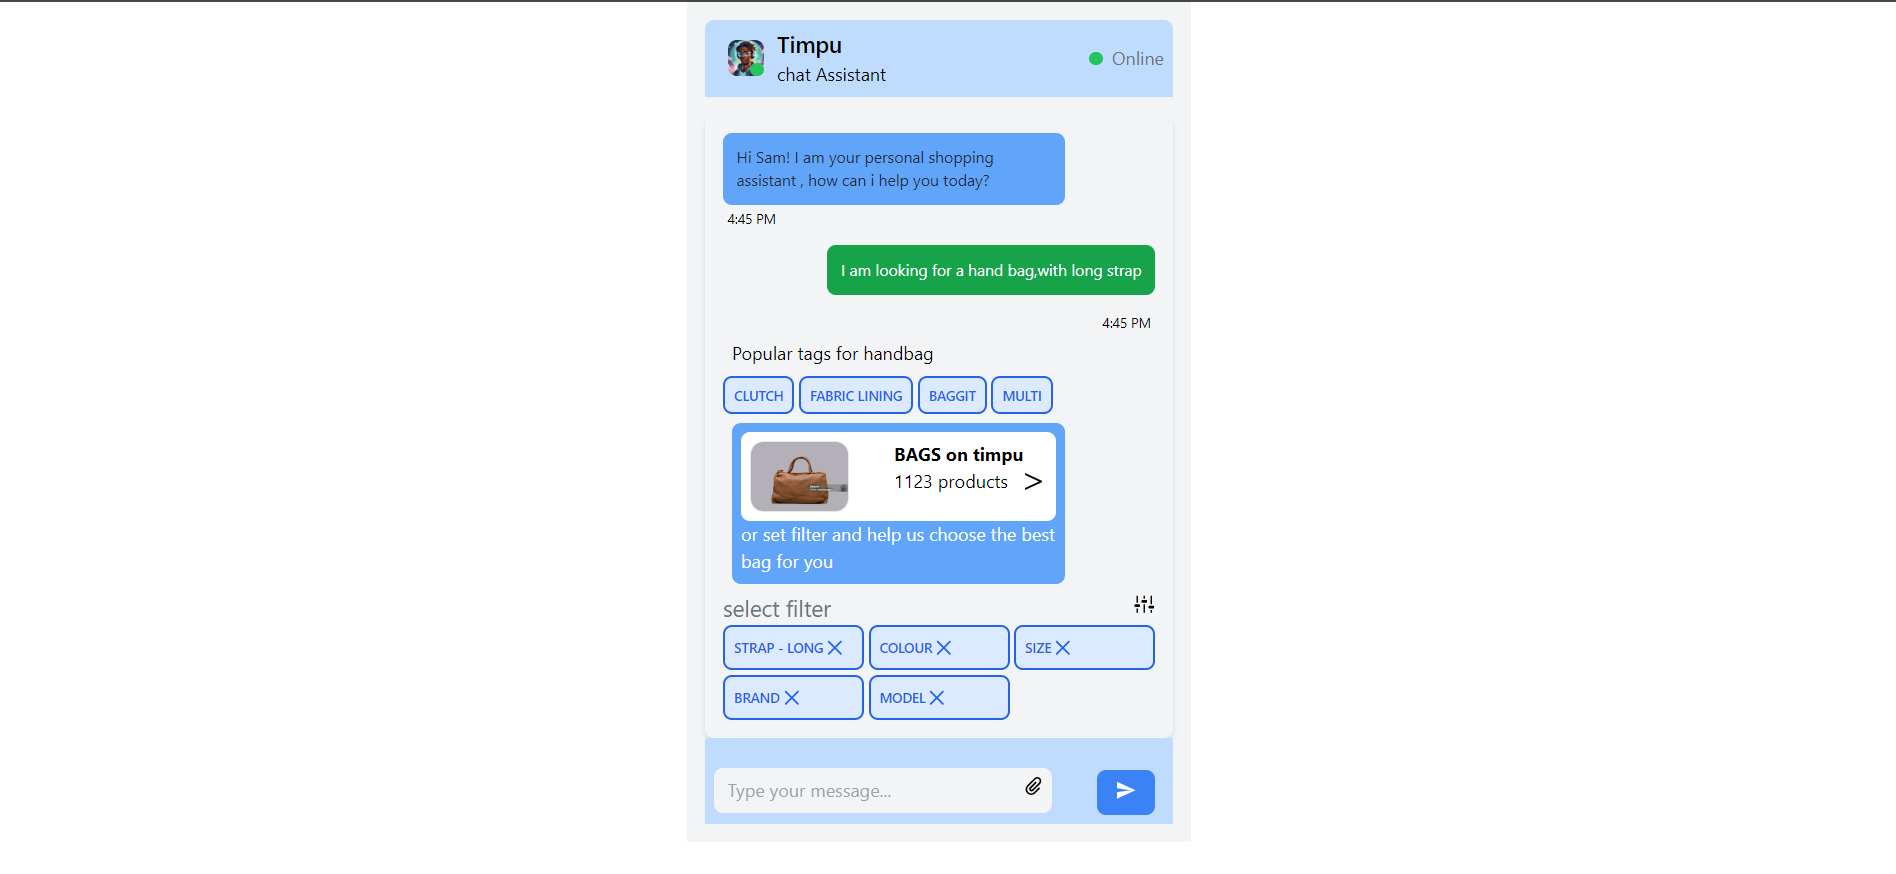 Timpu
chat Assistant
Online
Hi Sam! I am your personal shopping
assistant , how can i help you today?
4:45 PM
I am looking for a hand bag,with long strap
4:45 PM
Popular tags for handbag
CLUTCH FABRIC LINING BAGGIT MULTI
BAGS on timpu
1123 products >
or set filter and help us choose the best
bag for you
select filter
STRAP - LONG COLOUR SIZE
BRAND MODEL
Type your message...